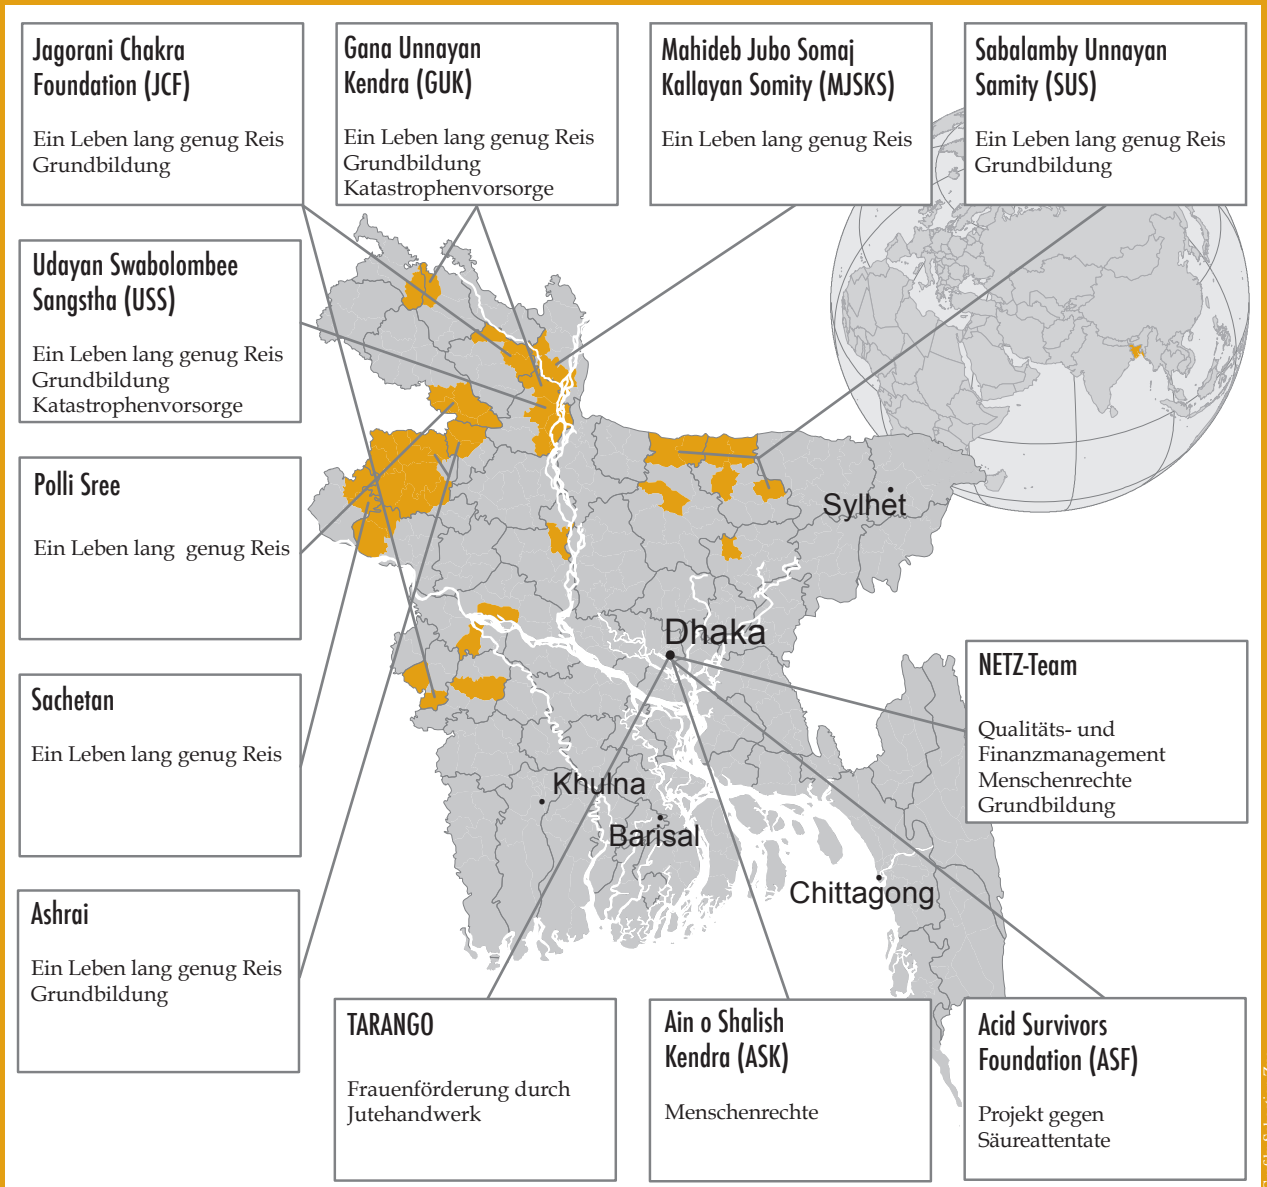 Jagorani Chakra
Foundation (JCF)
Ein Leben lang genug Reis
Grundbildung
Gana Unnayan
Kendra (GUK)
Ein Leben lang genug Reis
Grundbildung
Katastrophenvorsorge
Mahideb Jubo Somaj
Kallayan Somity (MJSKS)
Ein Leben lang genug Reis
Sabalamby Unnayan
Samity (SUS)
Ein Leben lang genug Reis
Grundbildung
Udayan Swabolombee
Sangstha (USS)
Ein Leben lang genug Reis
Grundbildung
Katastrophenvorsorge
Polli Sree
Ein Leben lang genug Reis
Sachetan
Ein Leben lang genug Reis
Ashrai
Ein Leben lang genug Reis
Grundbildung
Sylhet
Dhaka
Khulna
Barisal
Chittagong
NETZ-Team
Qualitäts- und
Finanzmanagement
Menschenrechte
Grundbildung
TARANGO
Frauenförderung durch
Jutehandwerk
Ain o Shalish
Kendra (ASK)
Menschenrechte
Acid Survivors
Foundation (ASF)
Projekt gegen
Säureattentate